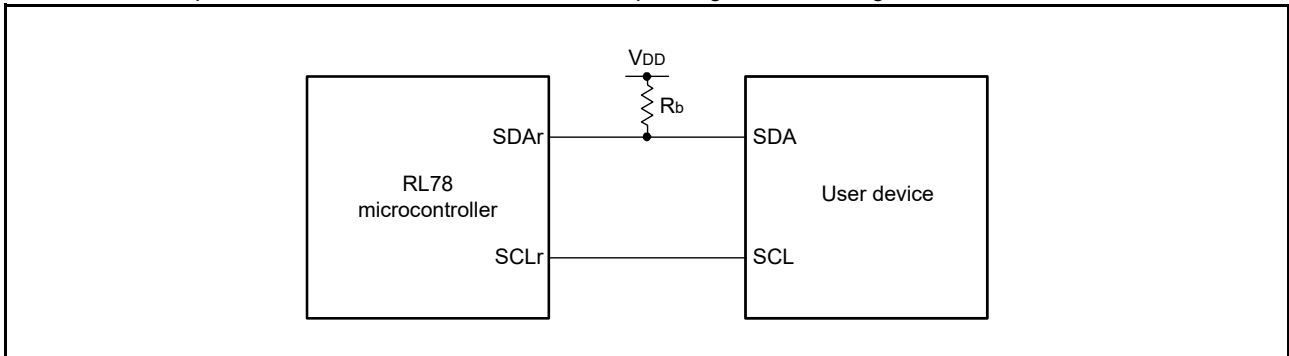 VDD
Rb
SDAr
SDA
RL78
microcontroller
User device
SCLr
SCL